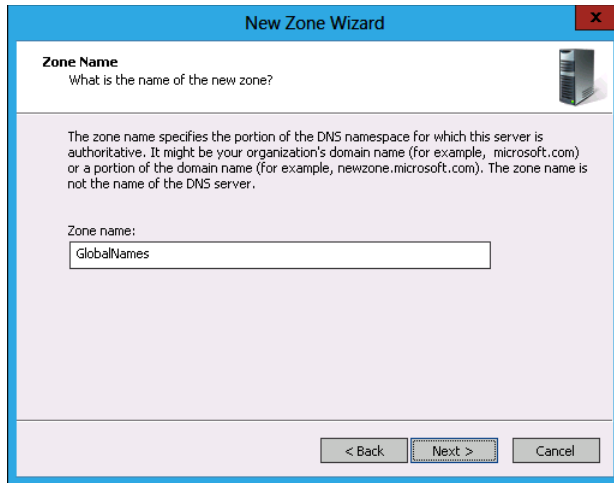 New Zone Wizard
x
Zone Name
What is the name of the new zone?
The zone name specifies the portion of the DNS namespace for which this server is
authoritative. It might be your organization's domain name (for example, microsoft.com)
or a portion of the domain name (for example, newzone.microsoft.com). The zone name is
not the name of the DNS server.
Zone name:
GlobalNames
< Back Next > Cancel